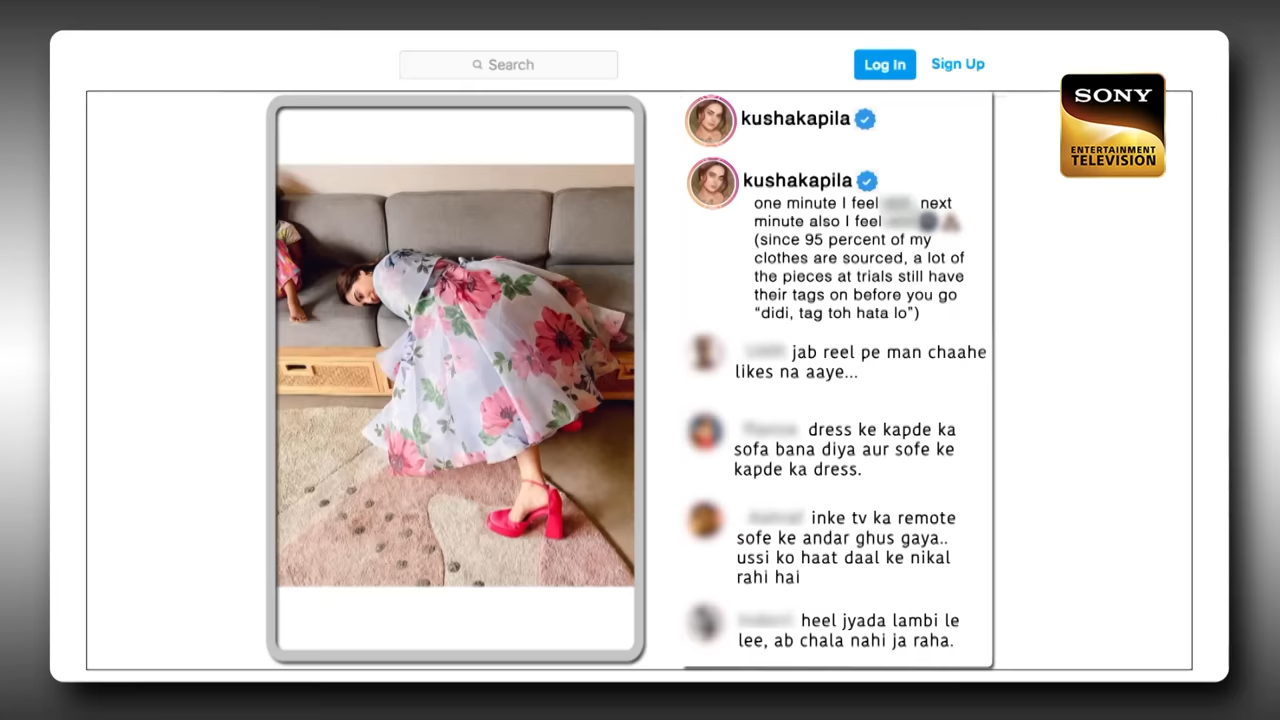 Search
Log In
Sign Up
SONY
ENTERTAINMENT
TELEVISION
kushakapila
kushakapila
one minute I feel next
minute also I feel
(since 95 percent of my
clothes are sourced, a lot of
the pieces at trials still have
their tags on before you go
“didi, tag toh hata lo”)
jab reel pe man chaahe
likes na aaye...
dress ke kapde ka
sofa bana diya aur sofe ke
kapde ka dress.
inke tv ka remote
sofe ke andar ghus gaya..
ussi ko haat daal ke nikal
rahi hai
heel jyada lambi le
lee, ab chala nahi ja raha.